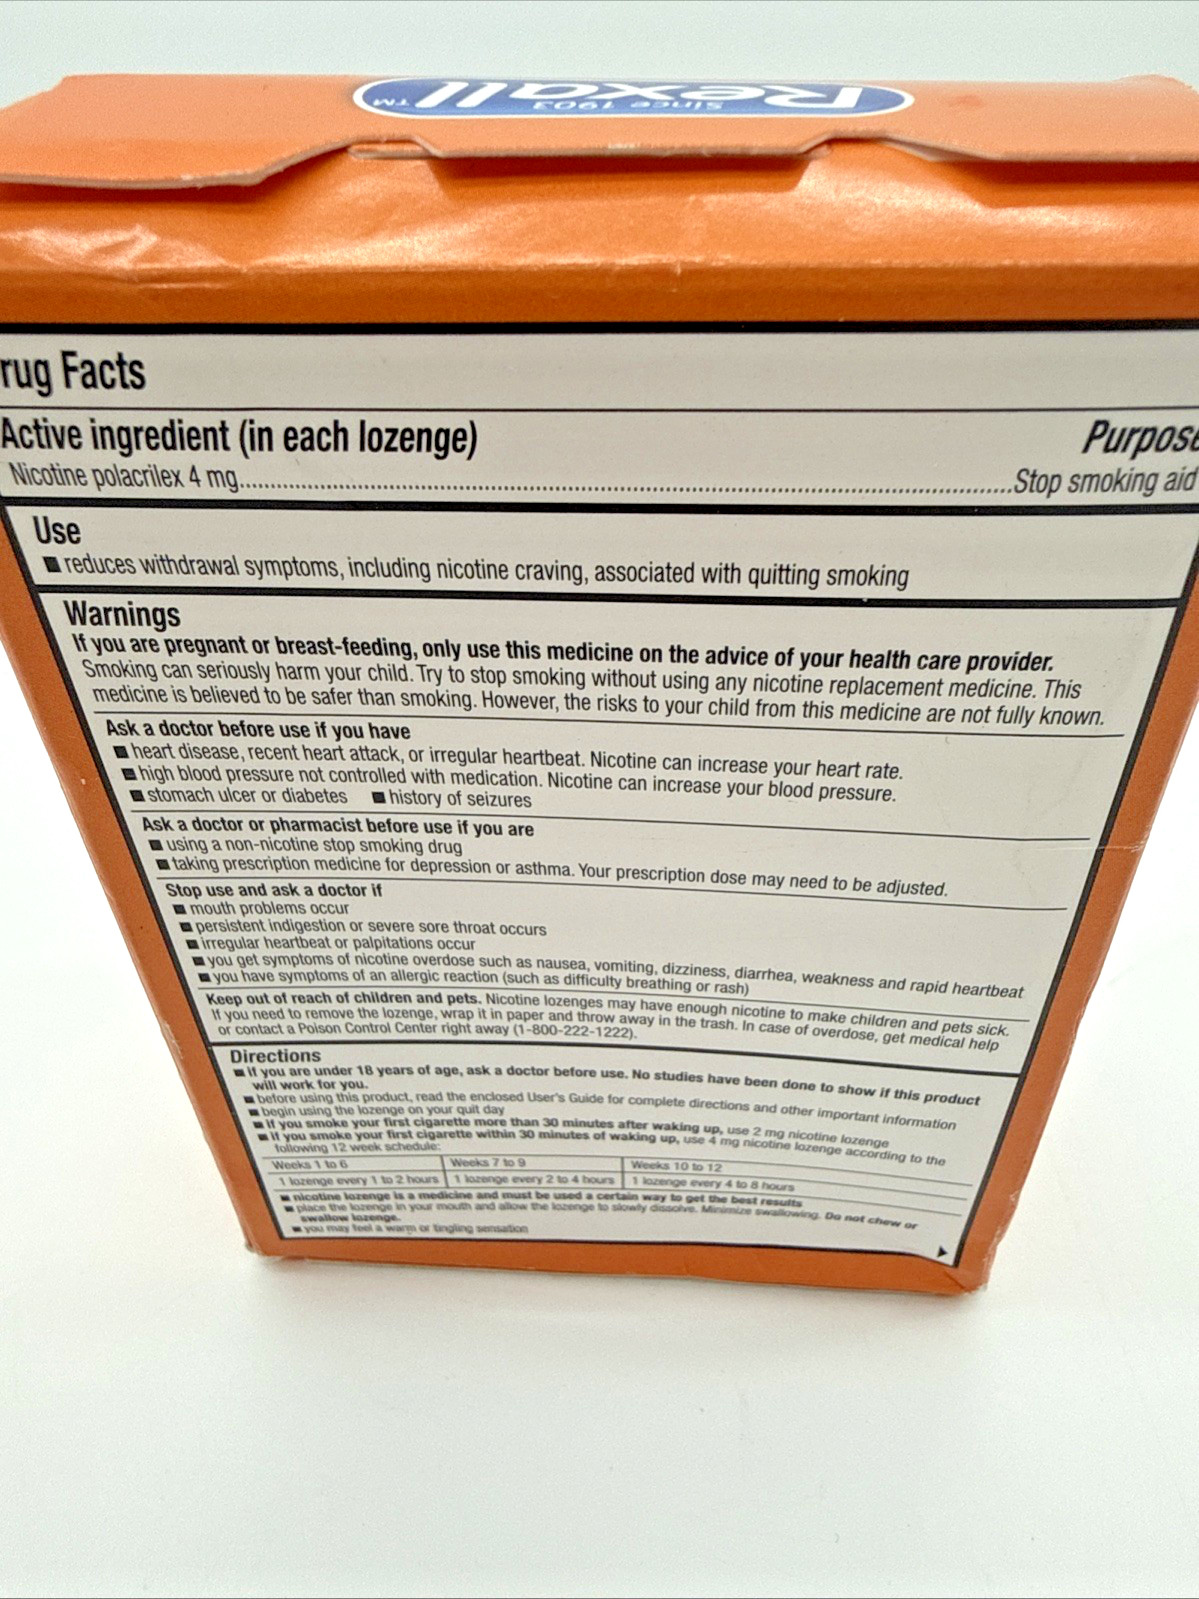 Rexall™
Since 1903
rug Facts
Active ingredient (in each lozenge)
Purpose
Nicotine polacrilex 4 mg..........Stop smoking aid
Use
■ reduces withdrawal symptoms, including nicotine craving, associated with quitting smoking
Warnings
If you are pregnant or breast-feeding, only use this medicine on the advice of your health care provider.
Smoking can seriously harm your child. Try to stop smoking without using any nicotine replacement medicine. This
medicine is believed to be safer than smoking. However, the risks to your child from this medicine are not fully known.
Ask a doctor before use if you have
■ heart disease, recent heart attack, or irregular heartbeat. Nicotine can increase your heart rate.
■ high blood pressure not controlled with medication. Nicotine can increase your blood pressure.
■ stomach ulcer or diabetes ■ history of seizures
Ask a doctor or pharmacist before use if you are
■ using a non-nicotine stop smoking drug
■ taking prescription medicine for depression or asthma. Your prescription dose may need to be adjusted.
Stop use and ask a doctor if
■ mouth problems occur
■ persistent indigestion or severe sore throat occurs
■ irregular heartbeat or palpitations occur
■ you get symptoms of nicotine overdose such as nausea, vomiting, dizziness, diarrhea, weakness and rapid heartbeat
■ you have symptoms of an allergic reaction (such as difficulty breathing or rash)
Keep out of reach of children and pets. Nicotine lozenges may have enough nicotine to make children and pets sick.
If you need to remove the lozenge, wrap it in paper and throw away in the trash. In case of overdose, get medical help
or contact a Poison Control Center right away (1-800-222-1222).
Directions
■ if you are under 18 years of age, ask a doctor before use. No studies have been done to show if this product
will work for you.
■ before using this product, read the enclosed User's Guide for complete directions and other important information
■ begin using the lozenge on your quit day
■ if you smoke your first cigarette more than 30 minutes after waking up, use 2 mg nicotine lozenge
■ if you smoke your first cigarette within 30 minutes of waking up, use 4 mg nicotine lozenge according to the
following 12 week schedule:
Weeks 1 to 6 Weeks 7 to 9 Weeks 10 to 12
1 lozenge every 1 to 2 hours 1 lozenge every 2 to 4 hours 1 lozenge every 4 to 8 hours
■ nicotine lozenge is a medicine and must be used a certain way to get the best results
■ place the lozenge in your mouth and allow the lozenge to slowly dissolve. Minimize swallowing. Do not chew or
swallow lozenge.
■ you may feel a warm or tingling sensation